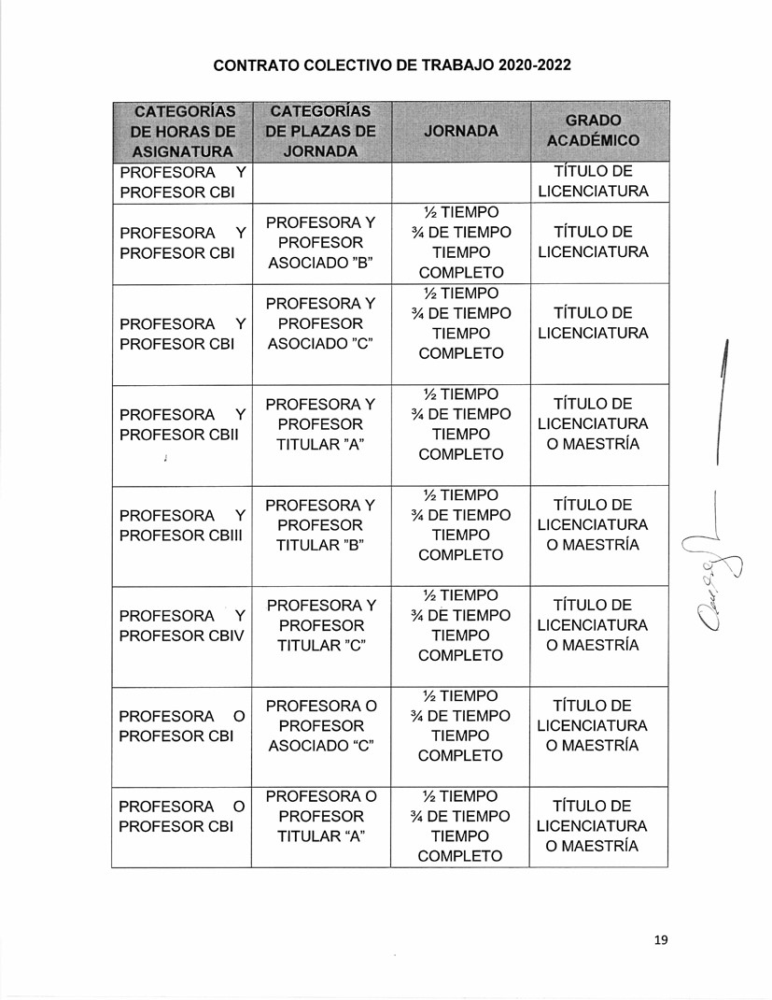 CONTRATO COLECTIVO DE TRABAJO 2020-2022
CATEGORÍAS
DE HORAS DE
ASIGNATURA
CATEGORÍAS
DE PLAZAS DE
JORNADA
JORNADA
GRADO
ACADÉMICO
PROFESORA Y
PROFESOR CBI
TÍTULO DE
LICENCIATURA
PROFESORA Y
PROFESOR CBI
PROFESORA Y
PROFESOR
ASOCIADO "B"
½ TIEMPO
¾ DE TIEMPO
TIEMPO
COMPLETO
TÍTULO DE
LICENCIATURA
PROFESORA Y
PROFESOR CBI
PROFESORA Y
PROFESOR
ASOCIADO "C"
½ TIEMPO
¾ DE TIEMPO
TIEMPO
COMPLETO
TÍTULO DE
LICENCIATURA
PROFESORA Y
PROFESOR CBII
PROFESORA Y
PROFESOR
TITULAR "A"
½ TIEMPO
¾ DE TIEMPO
TIEMPO
COMPLETO
TÍTULO DE
LICENCIATURA
O MAESTRÍA
PROFESORA Y
PROFESOR CBIII
PROFESORA Y
PROFESOR
TITULAR "B"
½ TIEMPO
¾ DE TIEMPO
TIEMPO
COMPLETO
TÍTULO DE
LICENCIATURA
O MAESTRÍA
PROFESORA Y
PROFESOR CBIV
PROFESORA Y
PROFESOR
TITULAR "C"
½ TIEMPO
¾ DE TIEMPO
TIEMPO
COMPLETO
TÍTULO DE
LICENCIATURA
O MAESTRÍA
PROFESORA O
PROFESOR CBI
PROFESORA O
PROFESOR
ASOCIADO “C”
½ TIEMPO
¾ DE TIEMPO
TIEMPO
COMPLETO
TÍTULO DE
LICENCIATURA
O MAESTRÍA
PROFESORA O
PROFESOR CBI
PROFESORA O
PROFESOR
TITULAR “A”
½ TIEMPO
¾ DE TIEMPO
TIEMPO
COMPLETO
TÍTULO DE
LICENCIATURA
O MAESTRÍA
19